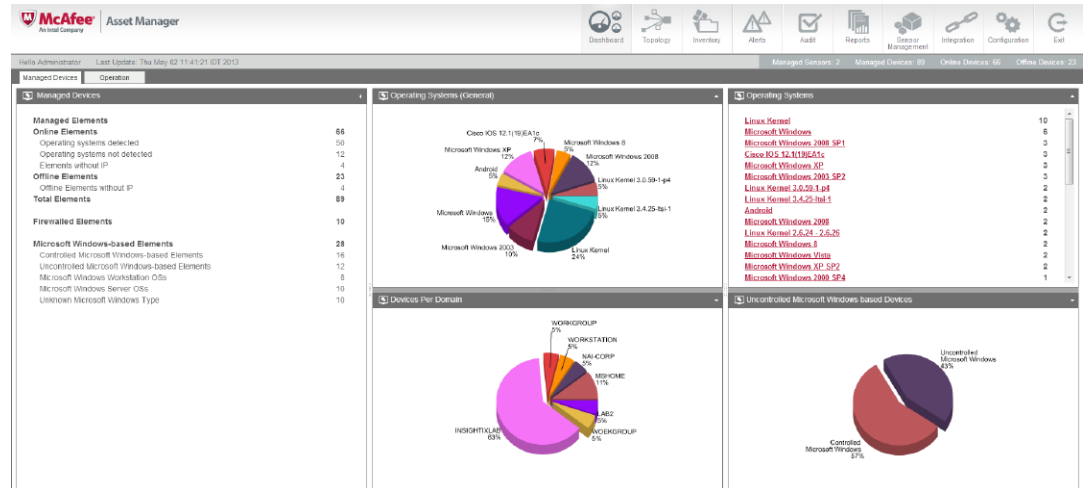 McAfee Asset Manager
An Intel Company
Dashboard Topology Inventory Alerts Audit Reports Sensor Management Integration Configuration Exit
Hello Administrator Last Update: Thu May 02 11:41:21 IDT 2013 Managed Sensors: 2 Managed Devices: 89 Online Devices: 66 Offline Devices: 23
Managed Devices Operation
Managed Devices
Managed Elements
Online Elements 66
Operating systems detected 50
Operating systems not detected 12
Elements without IP 4
Offline Elements 23
Offline Elements without IP 4
Total Elements 89
Firewalled Elements 10
Microsoft Windows-based Elements 28
Controlled Microsoft Windows-based Elements 16
Uncontrolled Microsoft Windows-based Elements 12
Microsoft Windows Workstation OSs 8
Microsoft Windows Server OSs 10
Unknown Microsoft Windows Type 10
Operating Systems (General)
Cisco IOS 12.1(19)EA1c
7%
Microsoft Windows 8
5%
Microsoft Windows XP
12%
Microsoft Windows 2008
12%
Android
5%
Linux Kernel 3.0.59-1-p4
5%
Microsoft Windows
15%
Linux Kernel 2.4.25-ltsi-1
5%
Microsoft Windows 2003
10%
Linux Kernel
24%
Operating Systems
Linux Kernel 10
Microsoft Windows 6
Microsoft Windows 2008 SP1 3
Cisco IOS 12.1(19)EA1c 3
Microsoft Windows XP 3
Microsoft Windows 2003 SP2 3
Linux Kernel 3.0.59-1-p4 2
Linux Kernel 3.4.25-ltsi-1 2
Android 2
Microsoft Windows 2008 2
Linux Kernel 2.6.24 - 2.6.26 2
Microsoft Windows 8 2
Microsoft Windows Vista 2
Microsoft Windows XP SP2 2
Microsoft Windows 2000 SP4 1
Devices Per Domain
WORKGROUP
5%
WORKSTATION
5%
NAI-CORP
5%
MSHOME
11%
LAB2
5%
WOEKGROUP
5%
INSIGHTIXLAB
63%
Uncontrolled Microsoft Windows based Devices
Uncontrolled
Microsoft Windows
43%
Controlled
Microsoft Windows
57%